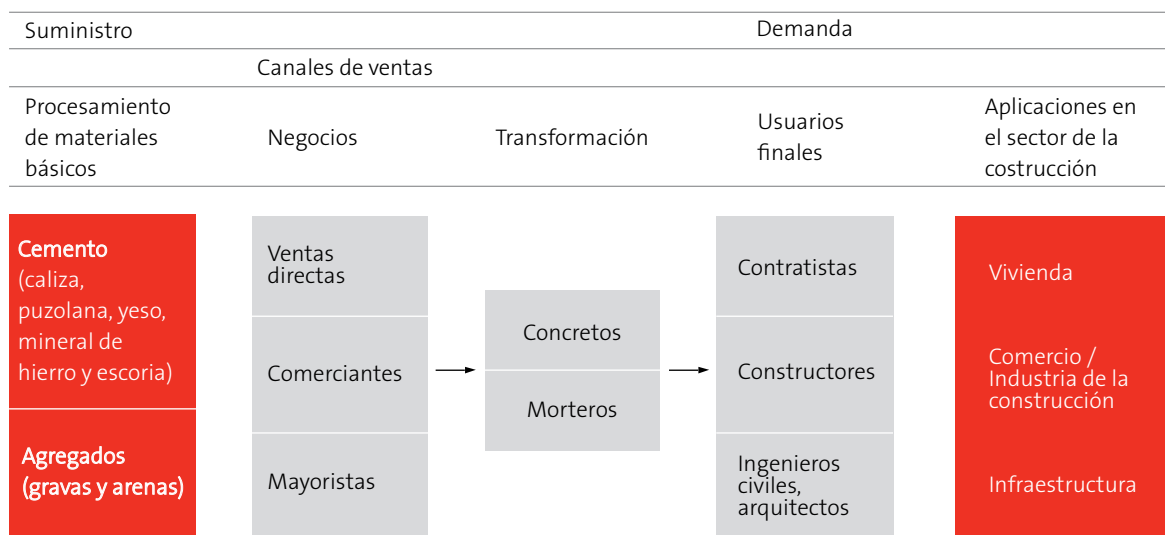 Suministro
Demanda
Canales de ventas
Procesamiento
de materiales
básicos
Negocios
Transformación
Usuarios
finales
Aplicaciones en
el sector de la
costrucción
Cemento
(caliza,
puzolana, yeso,
mineral de
hierro y escoria)
Agregados
(gravas y arenas)
Ventas
directas
Comerciantes
Mayoristas
Concretos
Morteros
Contratistas
Constructores
Ingenieros
civiles,
arquitectos
Vivienda
Comercio /
Industria de la
construcción
Infraestructura